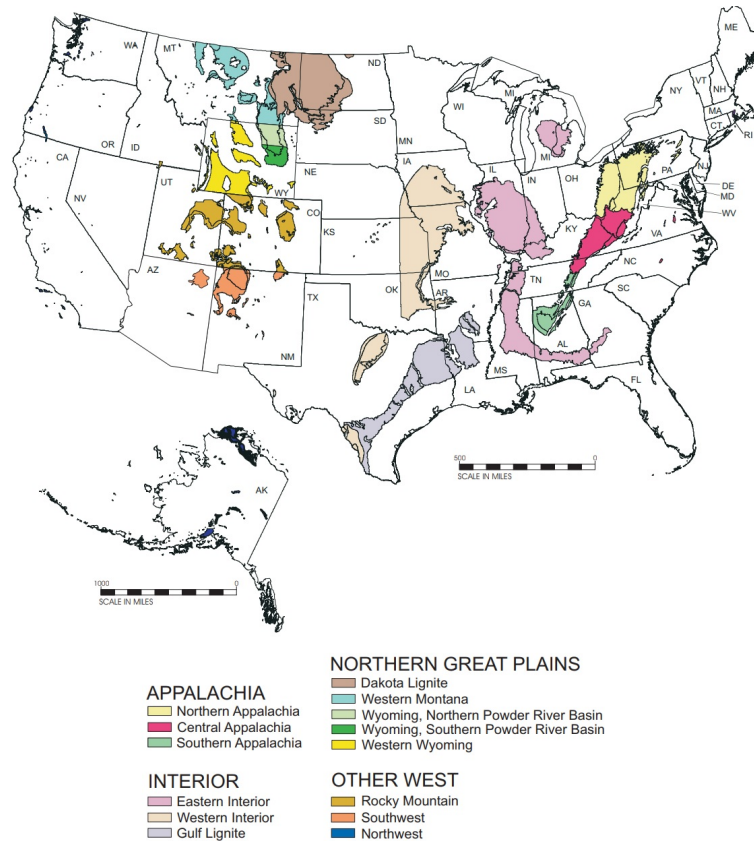 ME
WA
MT
ND
VT
NH
NY
WI
MI
MA
CT
RI
SD
MN
OR
ID
CA
IA
MI
PA
NJ
NE
IL
IN
OH
WY
UT
NV
DE
MD
WV
CO
KS
KY
VA
MO
NC
AZ
OK
AR
TN
SC
TX
GA
NM
AL
MS
LA
FL
500
0
SCALE IN MILES
AK
1000
0
SCALE IN MILES
NORTHERN GREAT PLAINS
Dakota Lignite
Western Montana
Wyoming, Northern Powder River Basin
Wyoming, Southern Powder River Basin
Western Wyoming
APPALACHIA
Northern Appalachia
Central Appalachia
Southern Appalachia
INTERIOR
Eastern Interior
Western Interior
Gulf Lignite
OTHER WEST
Rocky Mountain
Southwest
Northwest